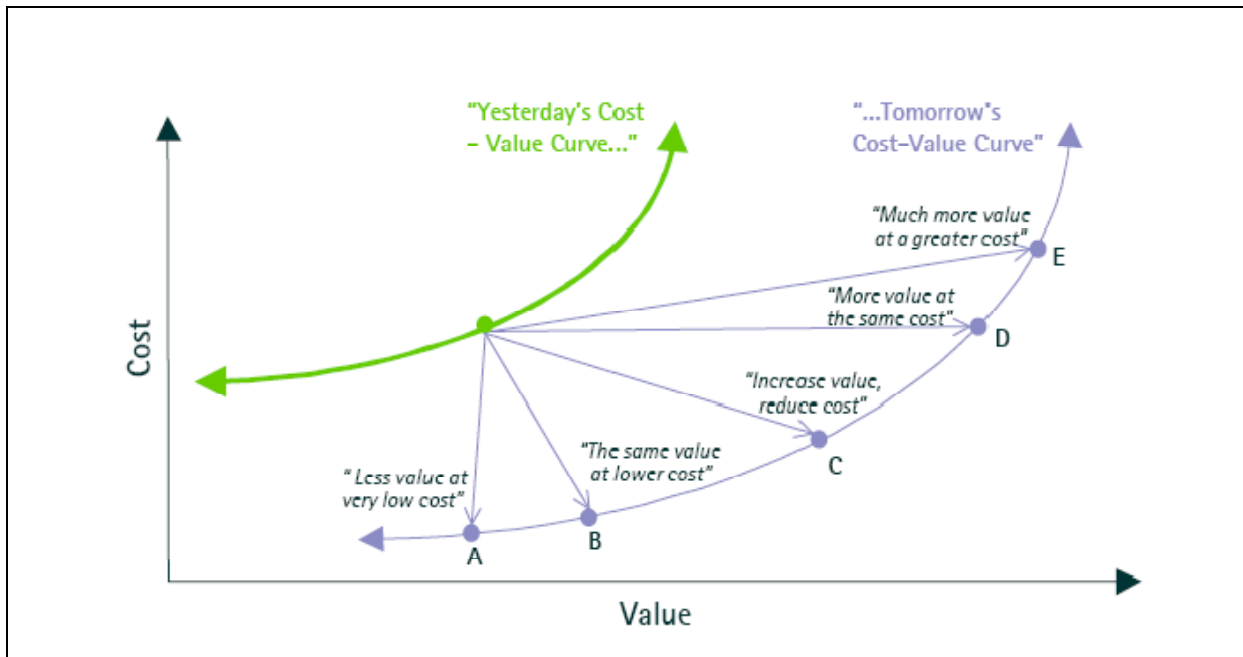 "Yesterday's Cost
– Value Curve..."
"...Tomorrow's
Cost–Value Curve"
"Much more value
at a greater cost"
E
"More value at
the same cost"
D
Cost
"Increase value,
reduce cost"
C
"The same value
at lower cost"
B
" Less value at
very low cost"
A
Value